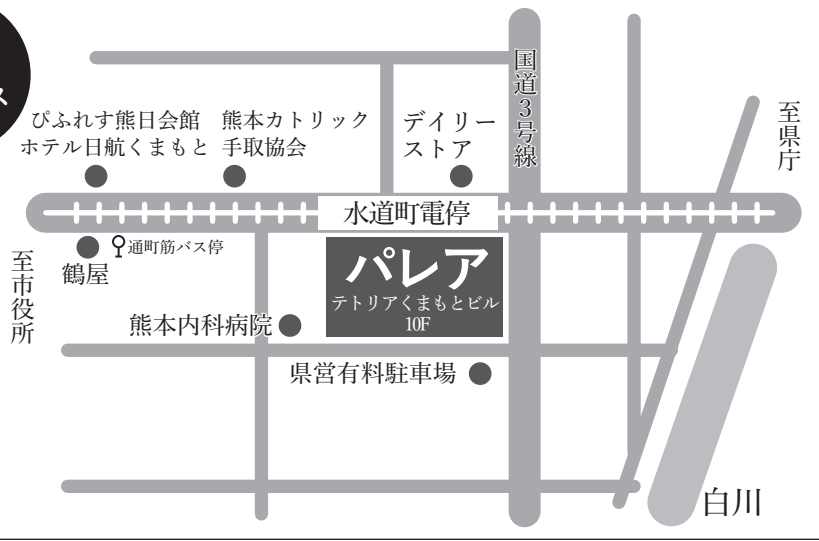 ス
国道3号線
至県庁
ぴふれす熊日会館
ホテル日航くまもと
熊本カトリック
手取協会
デイリー
ストア
水道町電停
至市役所
鶴屋
通町筋バス停
パレア
テトリアくまもとビル
10F
熊本内科病院
県営有料駐車場
白川